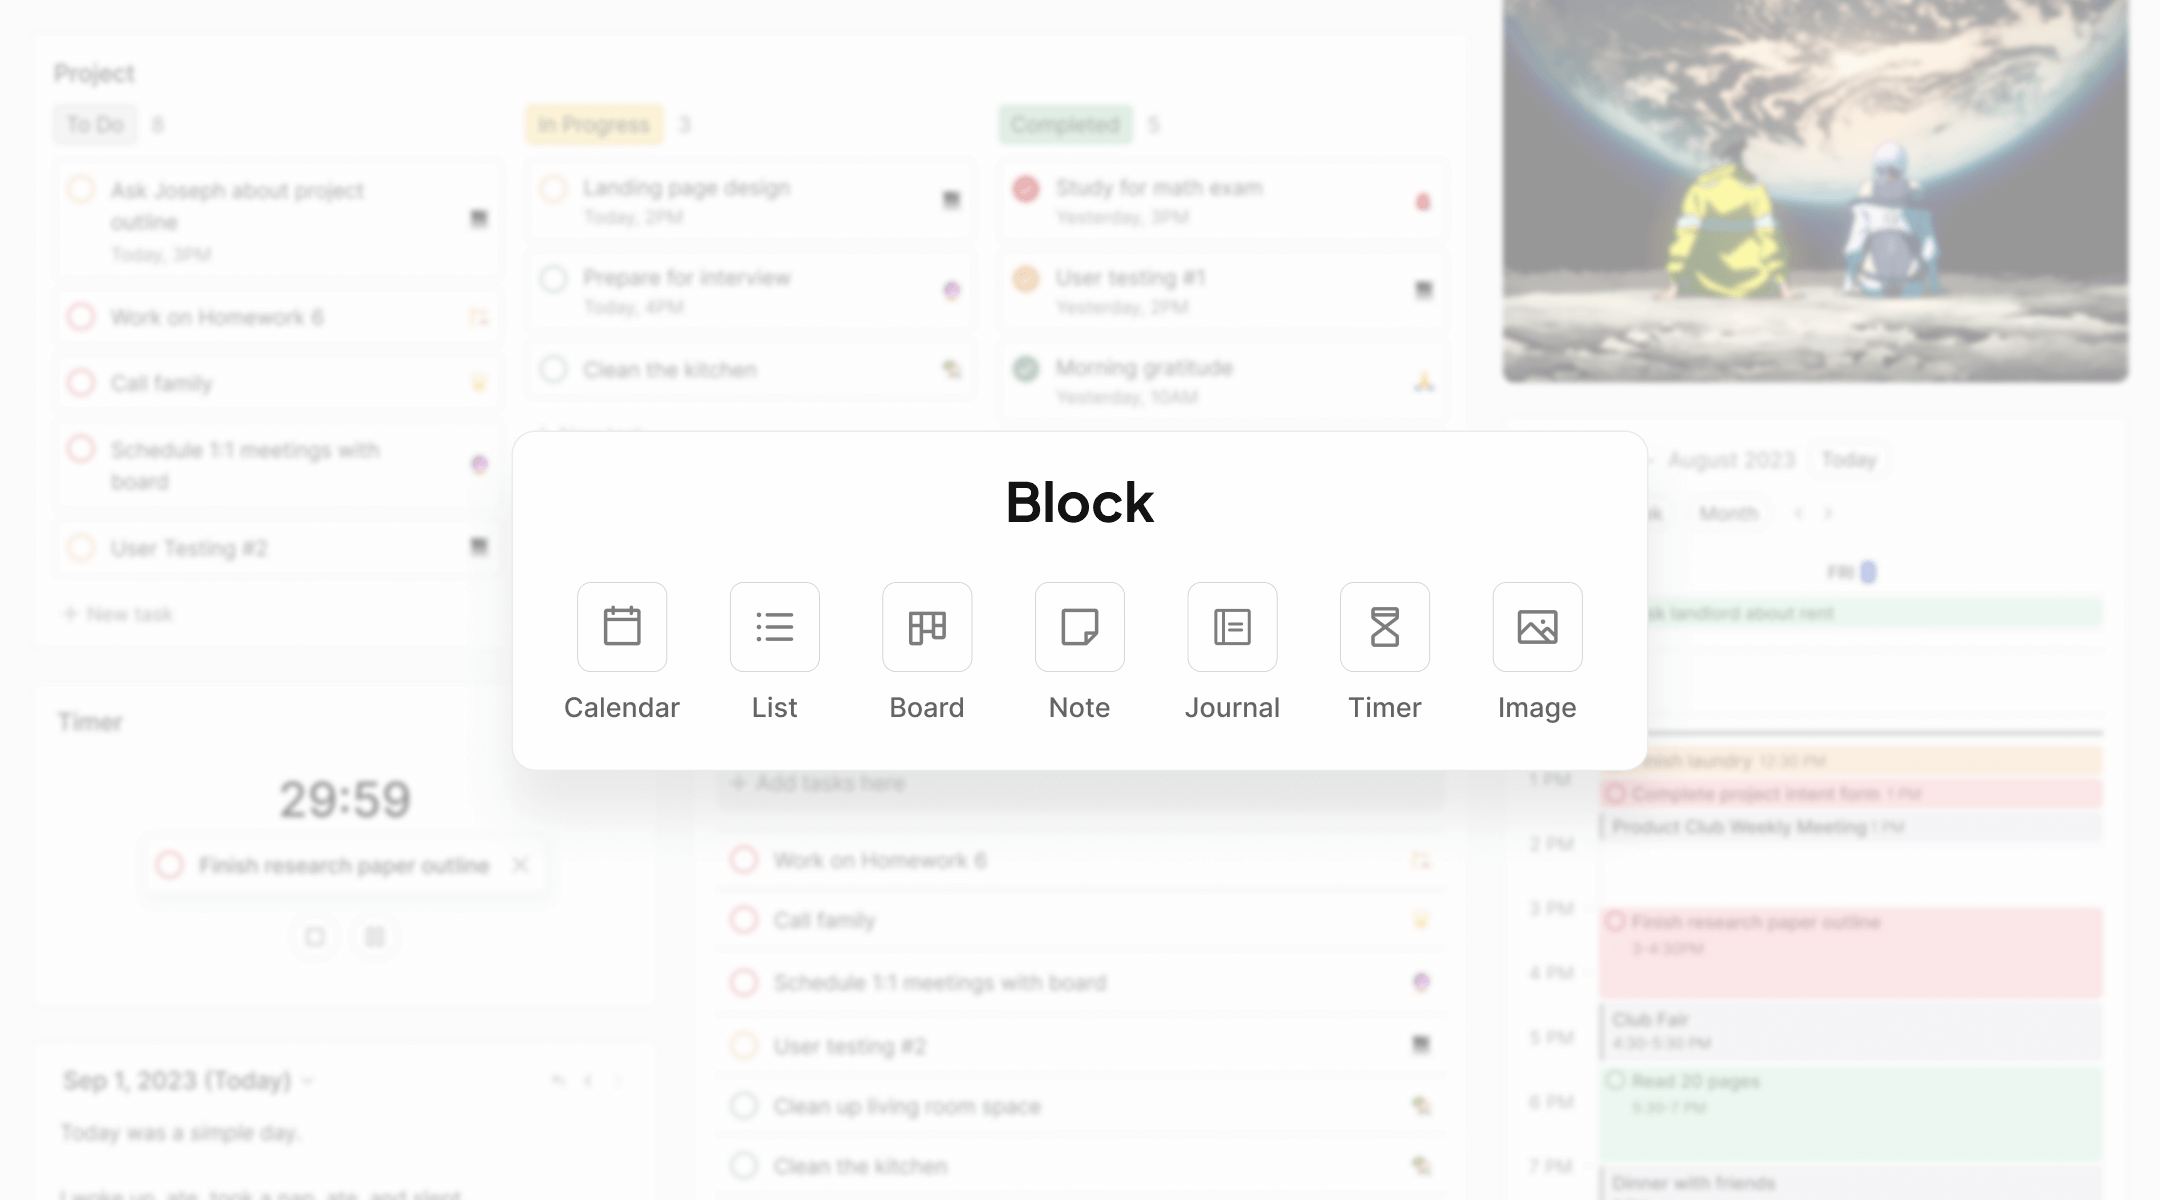 Project
To Do 8
Ask Joseph about project
outline
Today, 3PM
Work on Homework 6
Call family
Schedule 1:1 meetings with
board
User Testing #2
+ New task
In Progress 3
Landing page design
Today, 2PM
Prepare for interview
Today, 4PM
Clean the kitchen
Completed 5
Study for math exam
Yesterday, 3PM
User testing #1
Yesterday, 2PM
Morning gratitude
Yesterday, 10AM
Block
Calendar
List
Board
Note
Journal
Timer
Image
Timer
29:59
Finish research paper outline
Sep 1, 2023 (Today)
Today was a simple day.
I woke up, ate, took a nap, ate, and slept
+ Add tasks here
Work on Homework 6
Call family
Schedule 1:1 meetings with board
User testing #2
Clean up living room space
Clean the kitchen
August 2023 Today
Month
FRI
landlord about rent
laundry 12:30 PM
1 PM
Complete project intent form 1 PM
Product Club Weekly Meeting 1 PM
2 PM
3 PM
Finish research paper outline
3-4:30PM
4 PM
Club Fair
4:30-5:30 PM
5 PM
Read 20 pages
5:30-7 PM
6 PM
7 PM
Dinner with friends